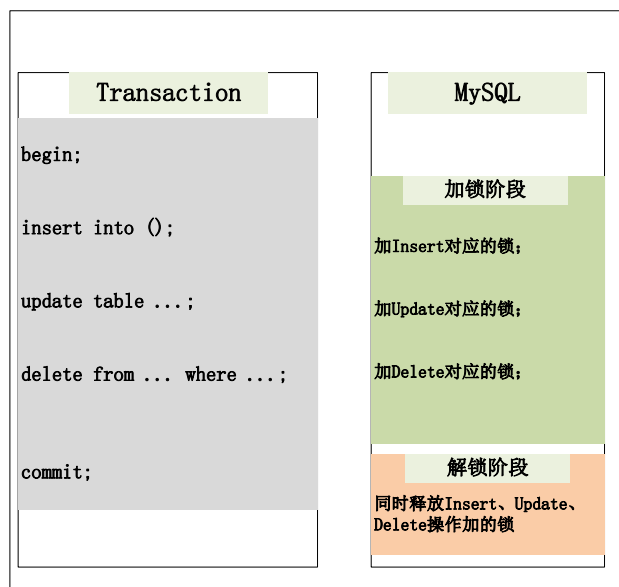 Transaction
begin;
insert into ();
update table ...;
delete from ... where ...;
commit;
MySQL
加锁阶段
加Insert对应的锁;
加Update对应的锁;
加Delete对应的锁;
解锁阶段
同时释放Insert、Update、
Delete操作加的锁